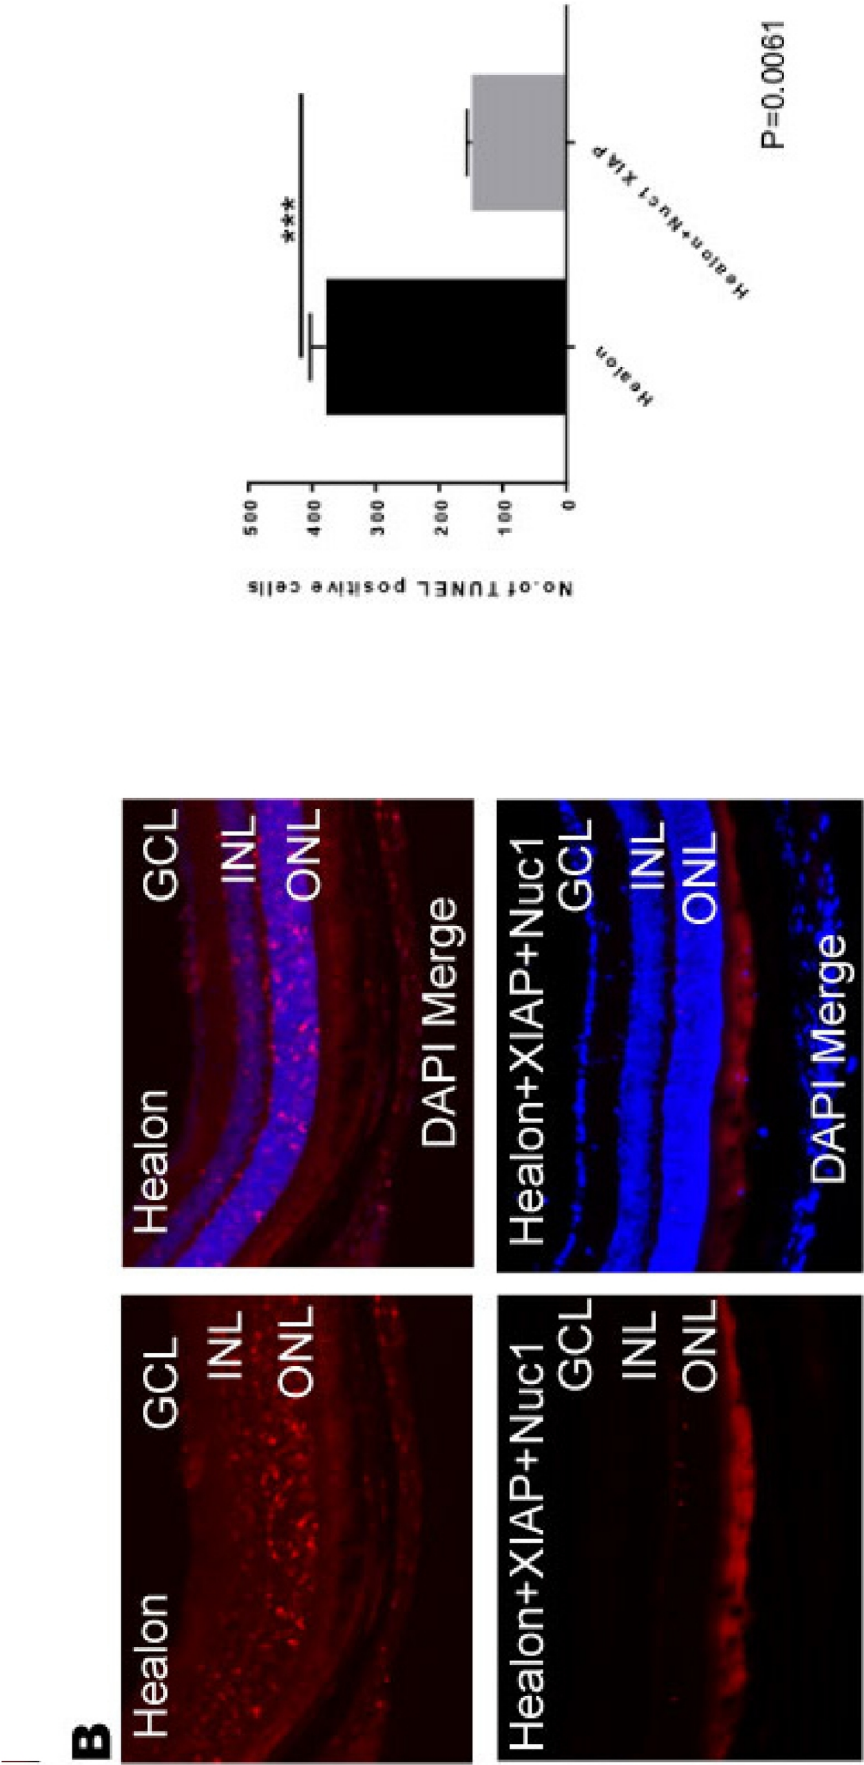 B
Healon
GCL
INL
ONL
Healon
GCL
INL
ONL
DAPI Merge
Healon+XIAP+Nuc1
GCL
INL
ONL
Healon+XIAP+Nuc1
GCL
INL
ONL
DAPI Merge
No.of TUNEL positive cells
500
400
300
200
100
0
***
Healon
Healon+Nuc1 XIAP
P=0.0061